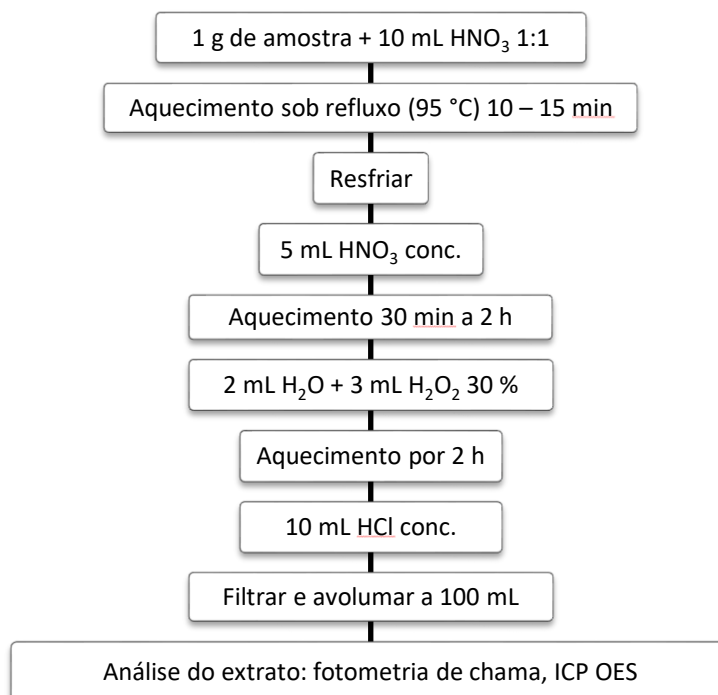 1 g de amostra + 10 mL HNO₃ 1:1
Aquecimento sob refluxo (95 °C) 10 – 15 min
Resfriar
5 mL HNO₃ conc.
Aquecimento 30 min a 2 h
2 mL H₂O + 3 mL H₂O₂ 30 %
Aquecimento por 2 h
10 mL HCl conc.
Filtrar e avolumar a 100 mL
Análise do extrato: fotometria de chama, ICP OES